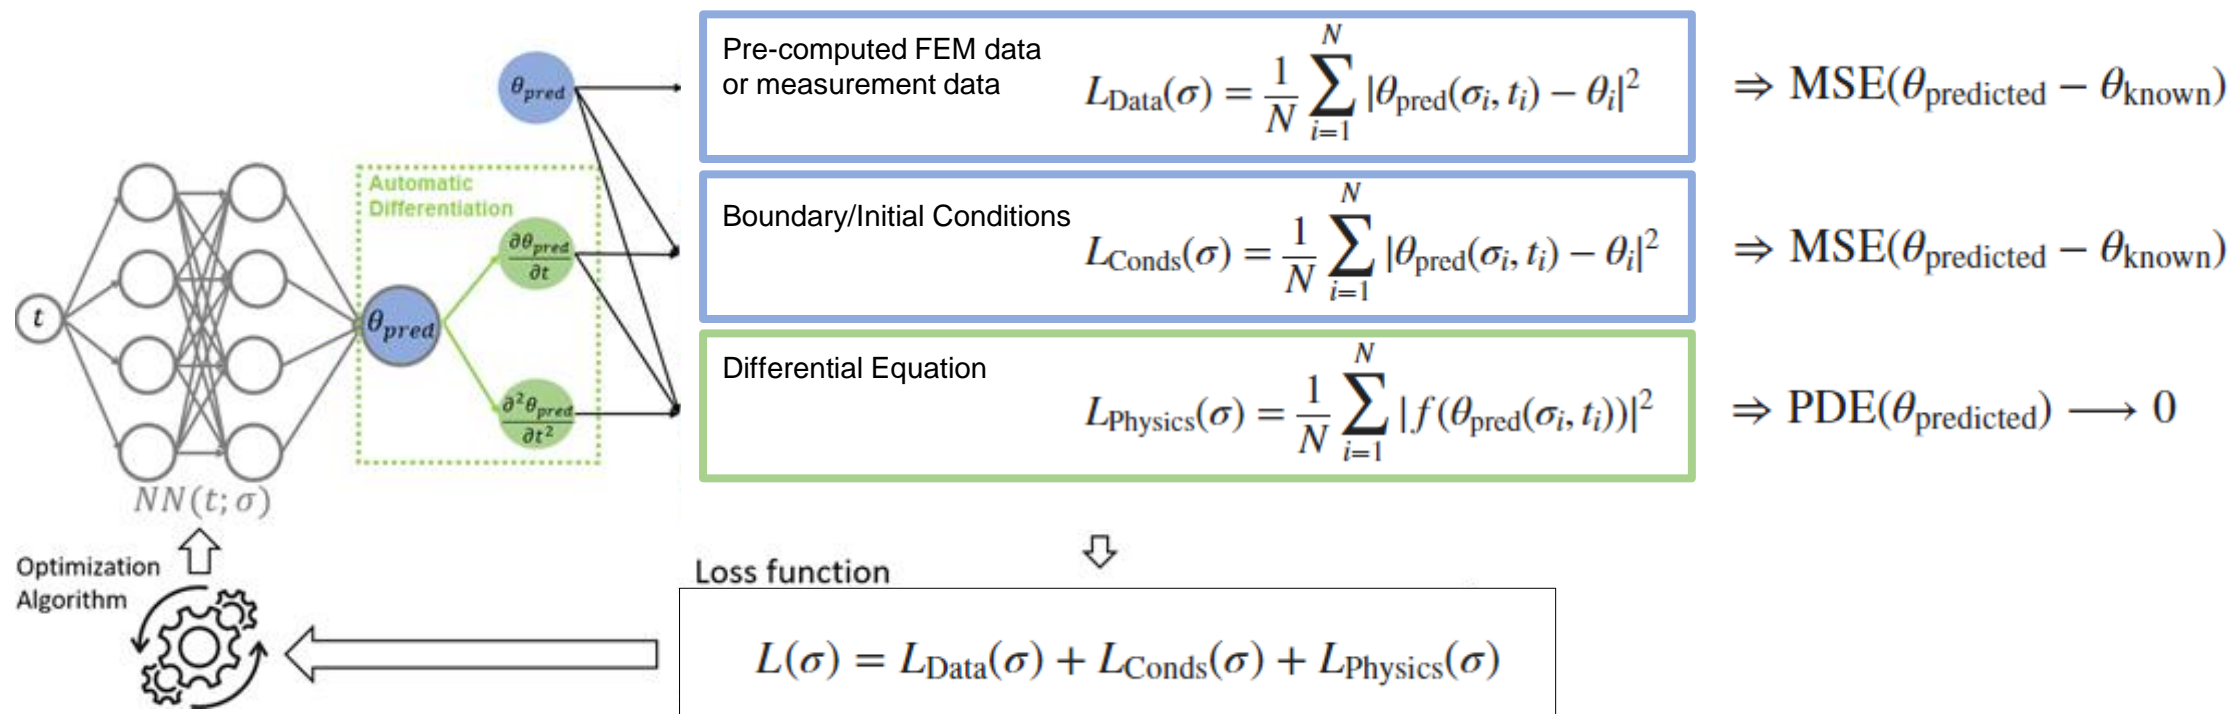 Pre-computed FEM data
or measurement data
L_Data(σ) = 1/N ∑_{i=1}^{N} |θ_pred(σ_i, t_i) − θ_i|²
⇒ MSE(θ_predicted − θ_known)
θ_pred
Automatic
Differentiation
∂θ_pred/∂t
Boundary/Initial Conditions
L_Conds(σ) = 1/N ∑_{i=1}^{N} |θ_pred(σ_i, t_i) − θ_i|²
⇒ MSE(θ_predicted − θ_known)
t
θ_pred
∂²θ_pred/∂t²
Differential Equation
L_Physics(σ) = 1/N ∑_{i=1}^{N} |f(θ_pred(σ_i, t_i))|²
⇒ PDE(θ_predicted) ⟶ 0
NN(t; σ)
Optimization
Algorithm
Loss function
L(σ) = L_Data(σ) + L_Conds(σ) + L_Physics(σ)